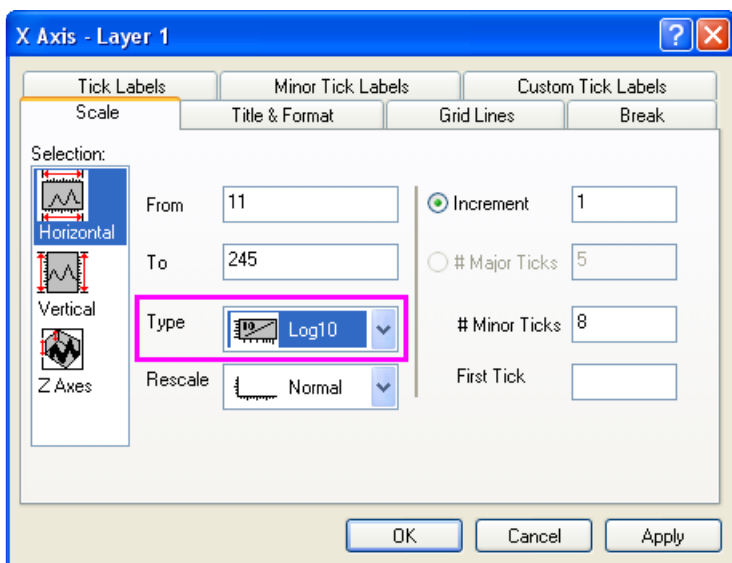 X Axis - Layer 1
Tick Labels Minor Tick Labels Custom Tick Labels
Scale Title & Format Grid Lines Break
Selection:
Horizontal
Vertical
Z Axes
From 11
To 245
Type Log10
Rescale Normal
Increment 1
# Major Ticks 5
# Minor Ticks 8
First Tick
OK Cancel Apply